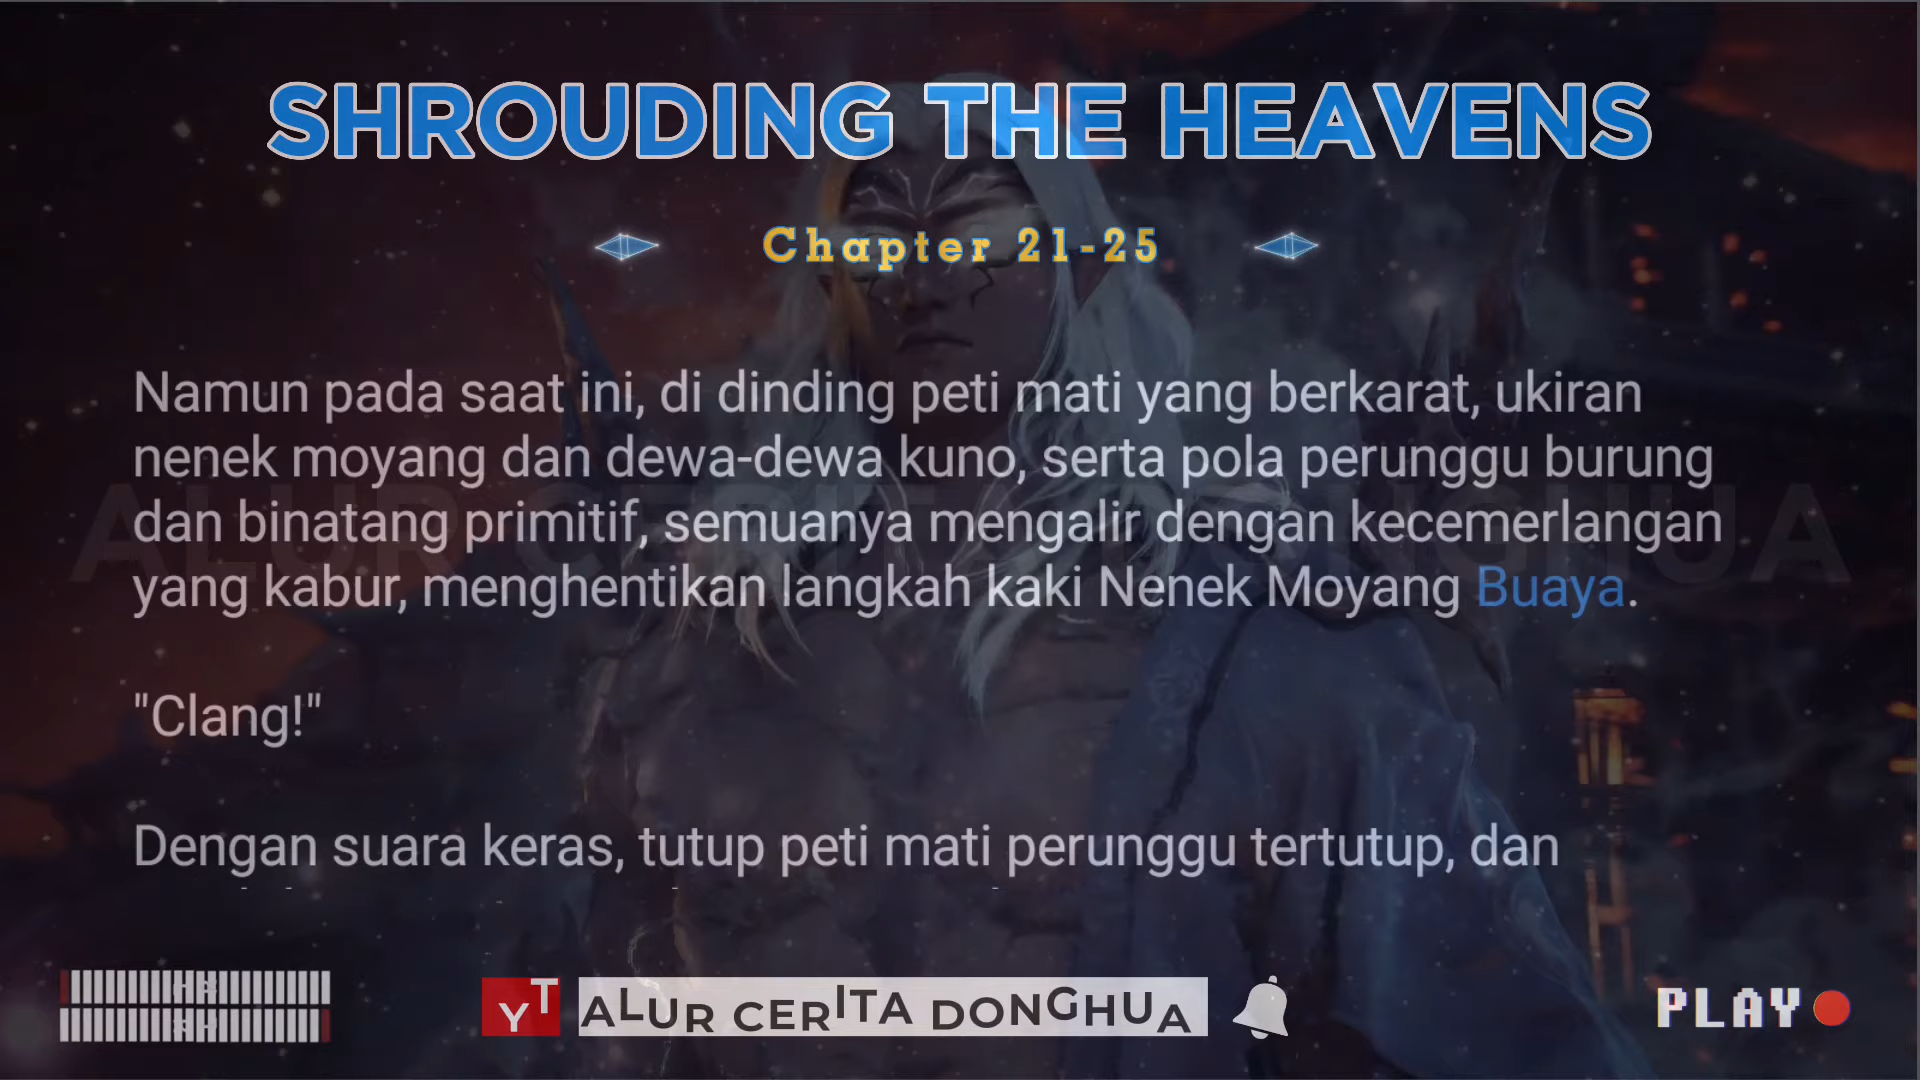 SHROUDING THE HEAVENS
Chapter 21-25
Namun pada saat ini, di dinding peti mati yang berkarat, ukiran
nenek moyang dan dewa-dewa kuno, serta pola perunggu burung
dan binatang primitif, semuanya mengalir dengan kecemerlangan
yang kabur, menghentikan langkah kaki Nenek Moyang Buaya.
"Clang!"
Dengan suara keras, tutup peti mati perunggu tertutup, dan
ALUR CERITA DONGHUA
YT ALUR CERITA DONGHUA
PLAY